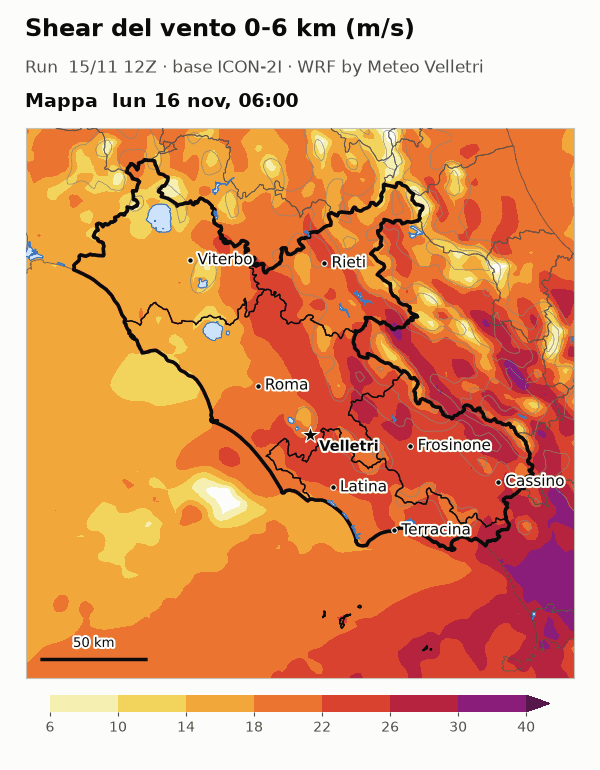 Shear del vento 0-6 km (m/s)
Run  15/11 12Z · base ICON-2I · WRF by Meteo Velletri
Mappa  lun 16 nov, 06:00
Viterbo
Rieti
Roma
Velletri
Frosinone
Cassino
Latina
Terracina
50 km
6 10 14 18 22 26 30 40